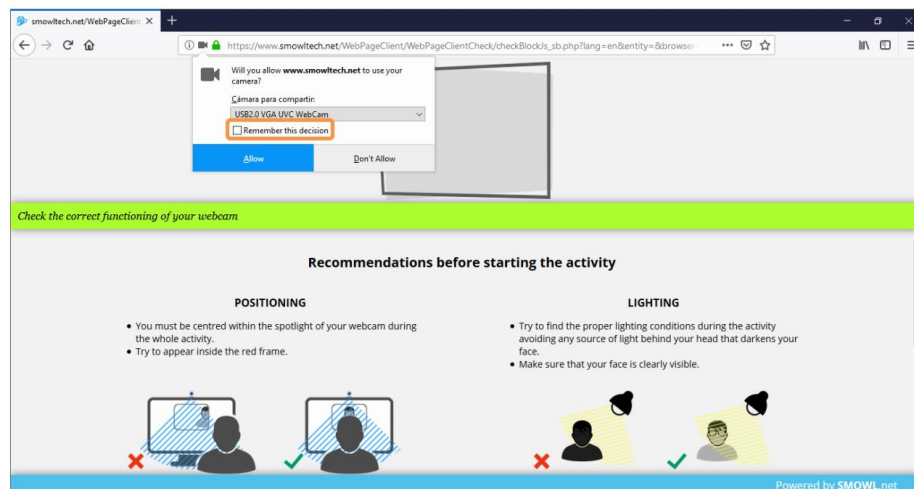 smowltech.net/WebPageClient
https://www.smowltech.net/WebPageClient/WebPageClientCheck/checkBlockJs_sb.php?lang=en&entity=&browser
Will you allow www.smowltech.net to use your
camera?
Cámara para compartir:
USB2.0 VGA UVC WebCam
Remember this decision
Allow
Don't Allow
Check the correct functioning of your webcam
Recommendations before starting the activity
POSITIONING
• You must be centred within the spotlight of your webcam during
the whole activity.
• Try to appear inside the red frame.
LIGHTING
• Try to find the proper lighting conditions during the activity
avoiding any source of light behind your head that darkens your
face.
• Make sure that your face is clearly visible.
Powered by SMOWL.net